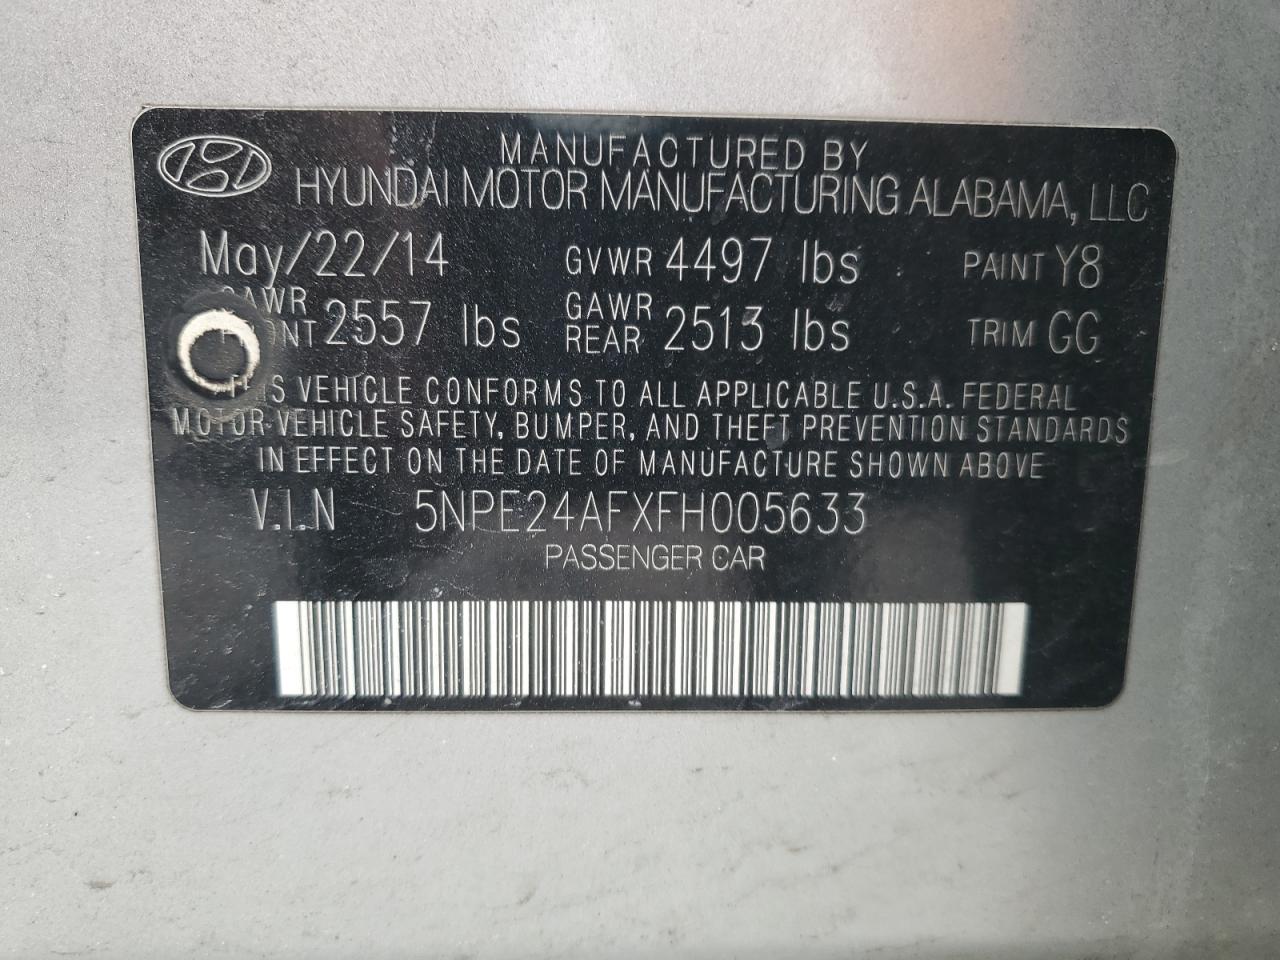 MANUFACTURED BY
HYUNDAI MOTOR MANUFACTURING ALABAMA, LLC
May/22/14 GVWR 4497 lbs PAINT Y8
2557 lbs GAWR REAR 2513 lbs TRIM GG
VEHICLE CONFORMS TO ALL APPLICABLE U.S.A. FEDERAL
MOTOR VEHICLE SAFETY, BUMPER, AND THEFT PREVENTION STANDARDS
IN EFFECT ON THE DATE OF MANUFACTURE SHOWN ABOVE
V.I.N 5NPE24AFXFH005633
PASSENGER CAR